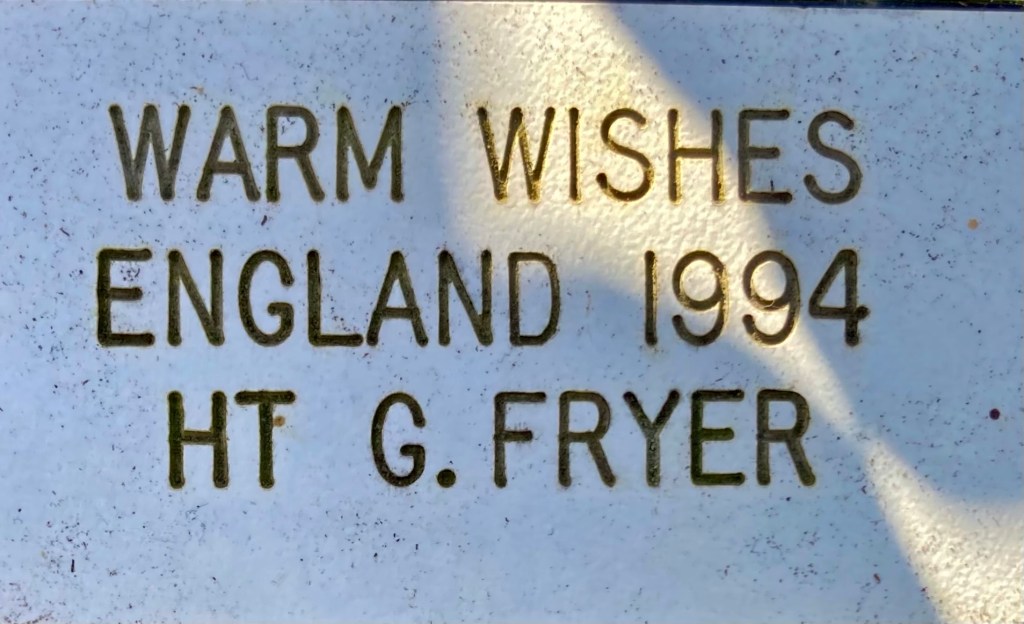 WARM WISHES
ENGLAND 1994
HT G. FRYER